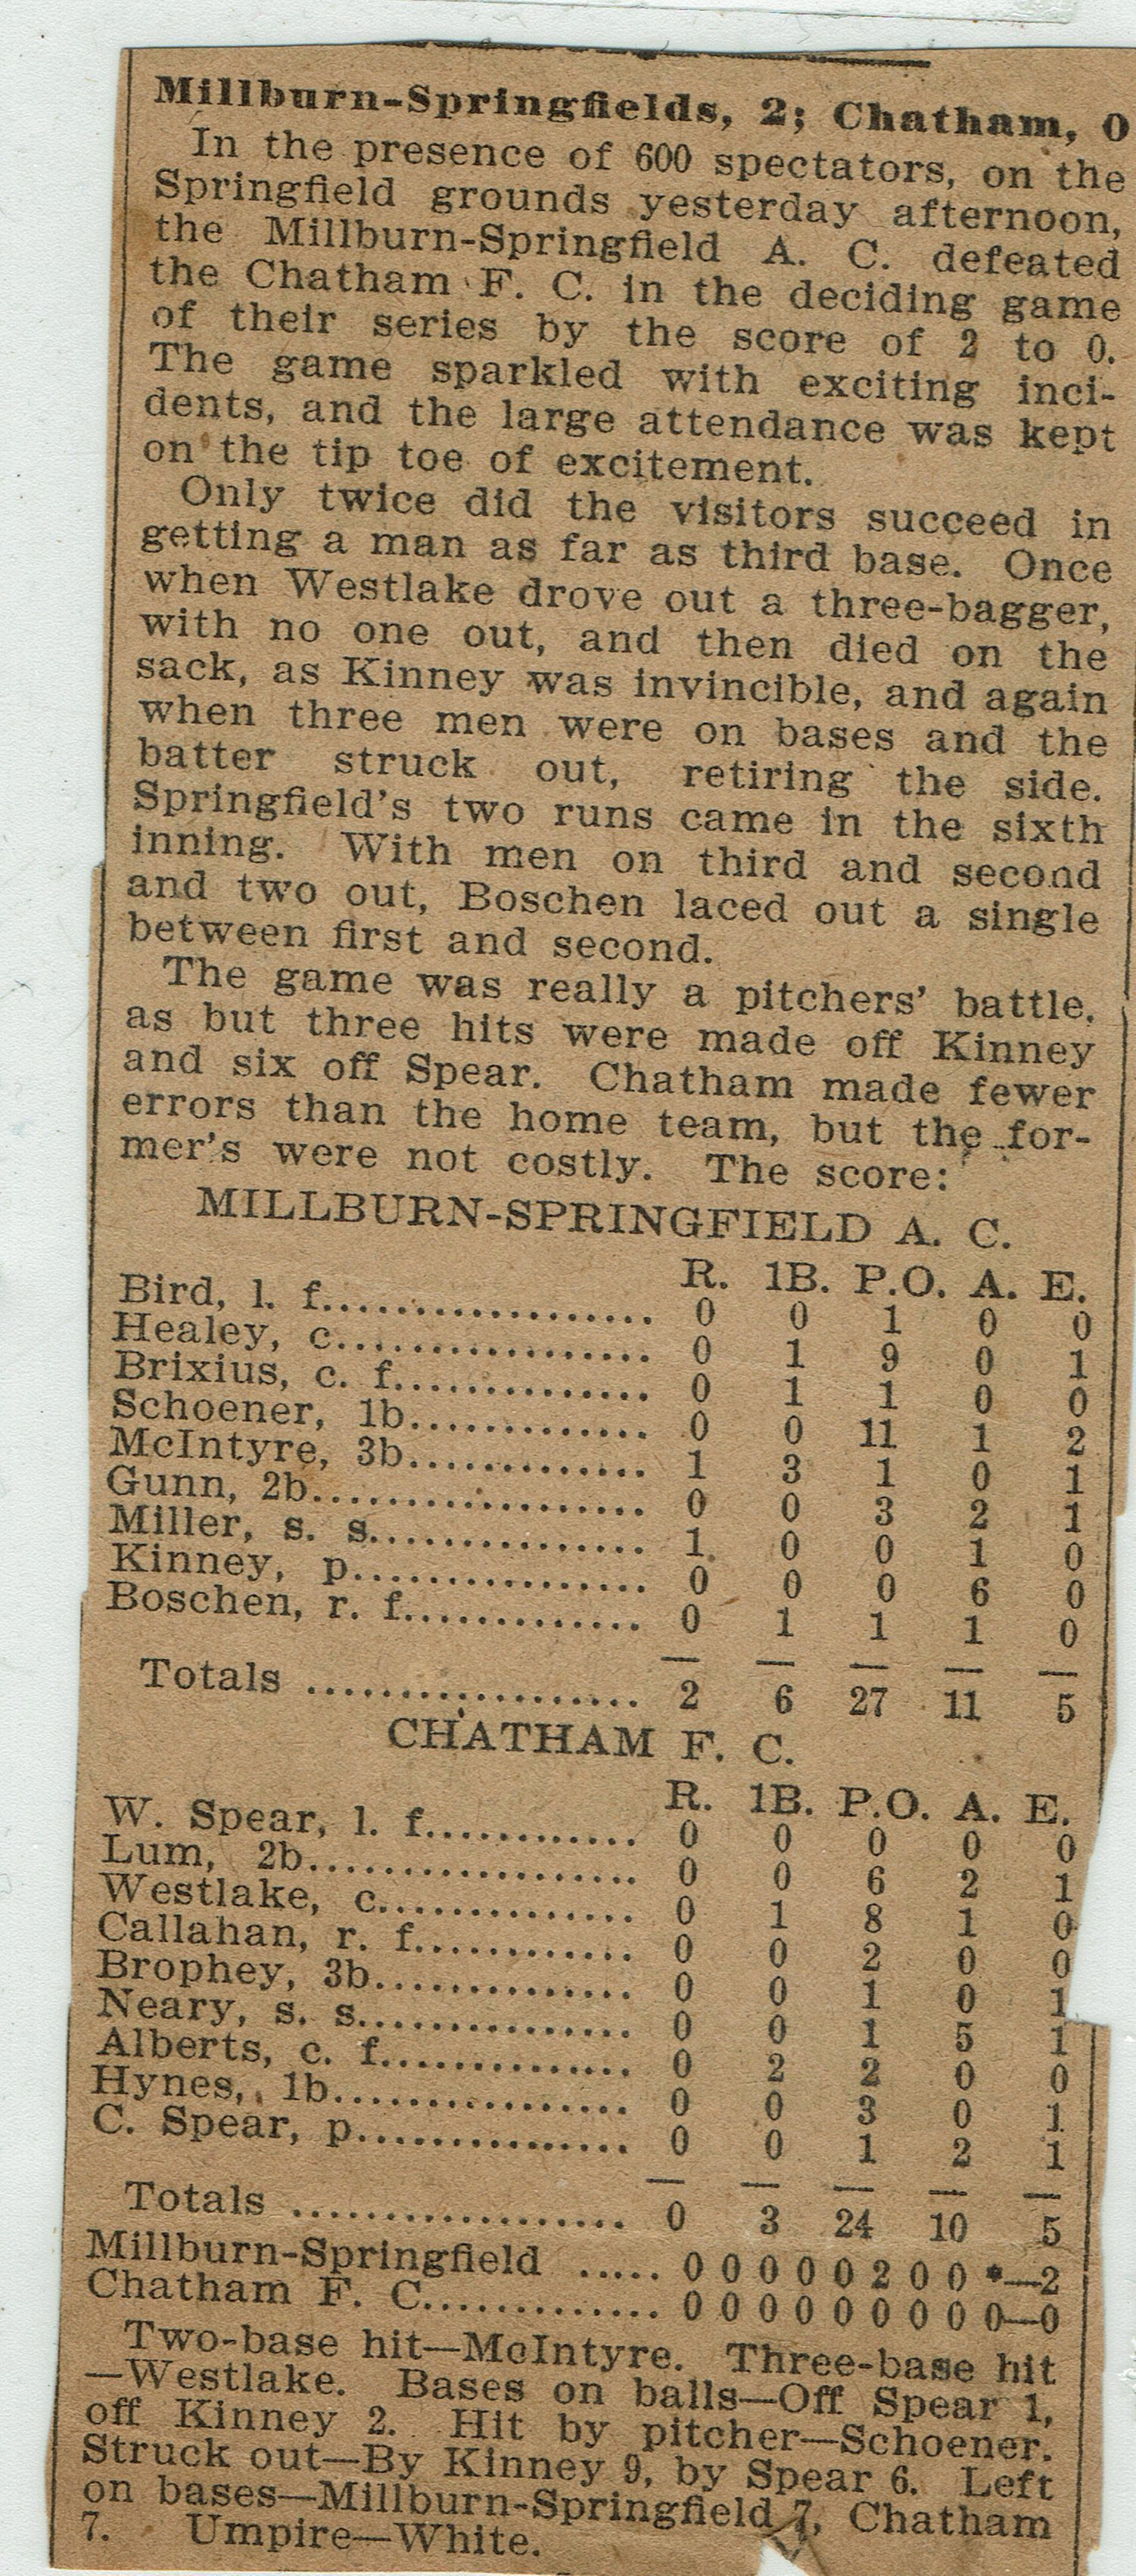 Millburn-Springfields, 2; Chatham, 0
In the presence of 600 spectators, on the
Springfield grounds yesterday afternoon,
the Millburn-Springfield A. C. defeated
the Chatham F. C. in the deciding game
of their series by the score of 2 to 0.
The game sparkled with exciting inci-
dents, and the large attendance was kept
on the tip toe of excitement.
Only twice did the visitors succeed in
getting a man as far as third base. Once
when Westlake drove out a three-bagger,
with no one out, and then died on the
sack, as Kinney was invincible, and again
when three men were on bases and the
batter struck out, retiring the side.
Springfield's two runs came in the sixth
inning. With men on third and second
and two out, Boschen laced out a single
between first and second.
The game was really a pitchers' battle,
as but three hits were made off Kinney
and six off Spear. Chatham made fewer
errors than the home team, but the for-
mer's were not costly. The score:
MILLBURN-SPRINGFIELD A. C.
R. 1B. P.O. A. E.
Bird, l. f. 0 0 1 0 0
Healey, c. 0 1 9 0 1
Brixius, c. f. 0 1 1 0 0
Schoener, 1b. 0 0 11 1 2
McIntyre, 3b. 1 3 1 0 1
Gunn, 2b. 0 0 3 2 1
Miller, s. s. 1 0 0 1 0
Kinney, p. 0 0 0 6 0
Boschen, r. f. 0 1 1 1 0
Totals 2 6 27 11 5
CHATHAM F. C.
R. 1B. P.O. A. E.
W. Spear, l. f. 0 0 0 0 0
Lum, 2b. 0 0 6 2 1
Westlake, c. 0 1 8 1 0
Callahan, r. f. 0 0 2 0 0
Brophey, 3b. 0 0 1 0 1
Neary, s. s. 0 0 1 5 1
Alberts, c. f. 0 2 2 0 0
Hynes, 1b. 0 0 3 0 1
C. Spear, p. 0 0 1 2 1
Totals 0 3 24 10 5
Millburn-Springfield ..... 0 0 0 0 0 2 0 0 *—2
Chatham F. C. 0 0 0 0 0 0 0 0 0—0
Two-base hit—McIntyre. Three-base hit
—Westlake. Bases on balls—Off Spear 1,
off Kinney 2. Hit by pitcher—Schoener.
Struck out—By Kinney 9, by Spear 6. Left
on bases—Millburn-Springfield 7, Chatham
7. Umpire—White.